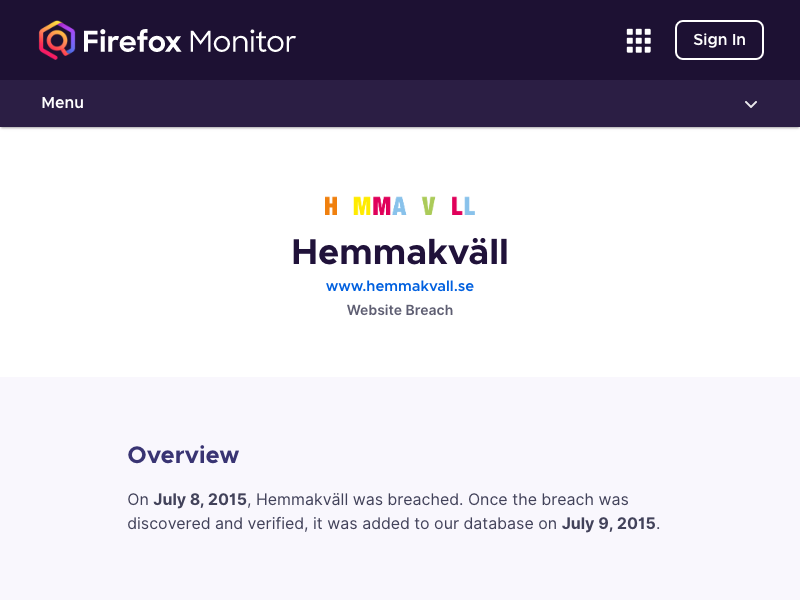 Firefox Monitor
Sign In
Menu
H MMA V LL
Hemmakväll
www.hemmakvall.se
Website Breach
Overview
On July 8, 2015, Hemmakväll was breached. Once the breach was
discovered and verified, it was added to our database on July 9, 2015.